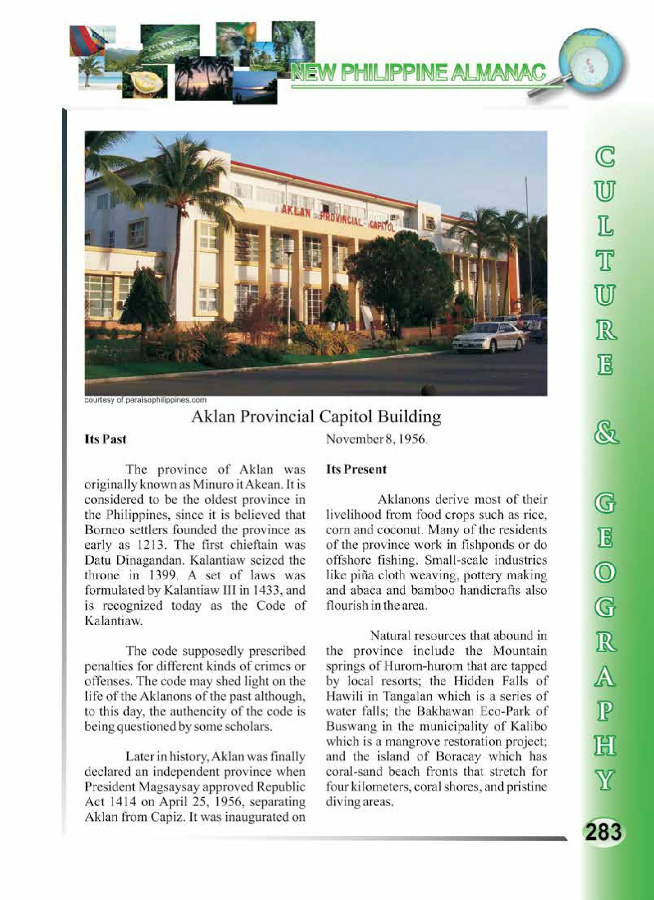 NEW PHILIPPINE ALMANAC
AKLAN PROVINCIAL CAPITOL
courtesy of paraisophilippines.com
Aklan Provincial Capitol Building
Its Past
The province of Aklan was
originally known as Minuro it Akean. It is
considered to be the oldest province in
the Philippines, since it is believed that
Borneo settlers founded the province as
early as 1213. The first chieftain was
Datu Dinagandan. Kalantiaw seized the
throne in 1399. A set of laws was
formulated by Kalantiaw III in 1433, and
is recognized today as the Code of
Kalantiaw.
The code supposedly prescribed
penalties for different kinds of crimes or
offenses. The code may shed light on the
life of the Aklanons of the past although,
to this day, the authencity of the code is
being questioned by some scholars.
Later in history, Aklan was finally
declared an independent province when
President Magsaysay approved Republic
Act 1414 on April 25, 1956, separating
Aklan from Capiz. It was inaugurated on
November 8, 1956.
Its Present
Aklanons derive most of their
livelihood from food crops such as rice,
corn and coconut. Many of the residents
of the province work in fishponds or do
offshore fishing. Small-scale industries
like piña cloth weaving, pottery making
and abaca and bamboo handicrafts also
flourish in the area.
Natural resources that abound in
the province include the Mountain
springs of Hurom-hurom that are tapped
by local resorts; the Hidden Falls of
Hawili in Tangalan which is a series of
water falls; the Bakhawan Eco-Park of
Buswang in the municipality of Kalibo
which is a mangrove restoration project;
and the island of Boracay which has
coral-sand beach fronts that stretch for
four kilometers, coral shores, and pristine
diving areas.
CULTURE & GEOGRAPHY
283